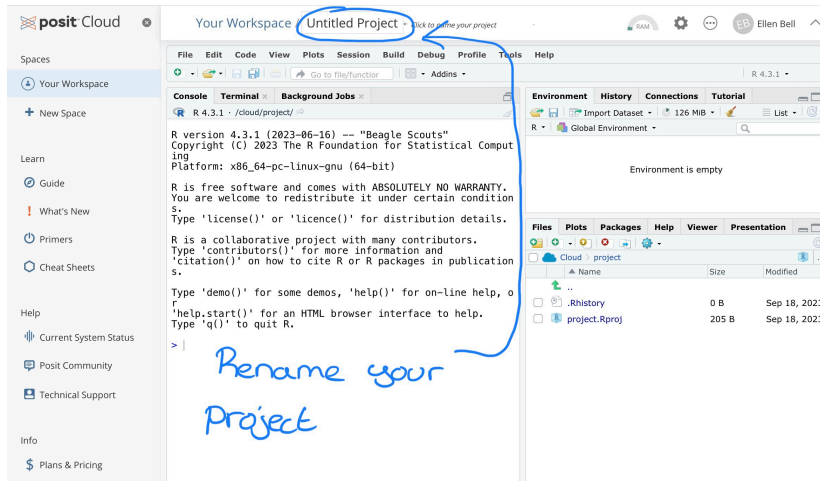 posit Cloud
Your Workspace / Untitled Project
Click to name your project
RAM
EB Ellen Bell
Spaces
Your Workspace
New Space
Learn
Guide
What's New
Primers
Cheat Sheets
Help
Current System Status
Posit Community
Technical Support
Info
Plans & Pricing
File Edit Code View Plots Session Build Debug Profile Tools Help
Go to file/function Addins R 4.3.1
Console Terminal Background Jobs
R 4.3.1 · /cloud/project/
R version 4.3.1 (2023-06-16) -- "Beagle Scouts"
Copyright (C) 2023 The R Foundation for Statistical Comput
ing
Platform: x86_64-pc-linux-gnu (64-bit)
R is free software and comes with ABSOLUTELY NO WARRANTY.
You are welcome to redistribute it under certain condition
s.
Type 'license()' or 'licence()' for distribution details.
R is a collaborative project with many contributors.
Type 'contributors()' for more information and
'citation()' on how to cite R or R packages in publication
s.
Type 'demo()' for some demos, 'help()' for on-line help, o
r
'help.start()' for an HTML browser interface to help.
Type 'q()' to quit R.
>
Rename your
project
Environment History Connections Tutorial
Import Dataset 126 MiB List
R Global Environment
Environment is empty
Files Plots Packages Help Viewer Presentation
Cloud project
Name Size Modified
..
.Rhistory 0 B Sep 18, 2023
project.Rproj 205 B Sep 18, 2023